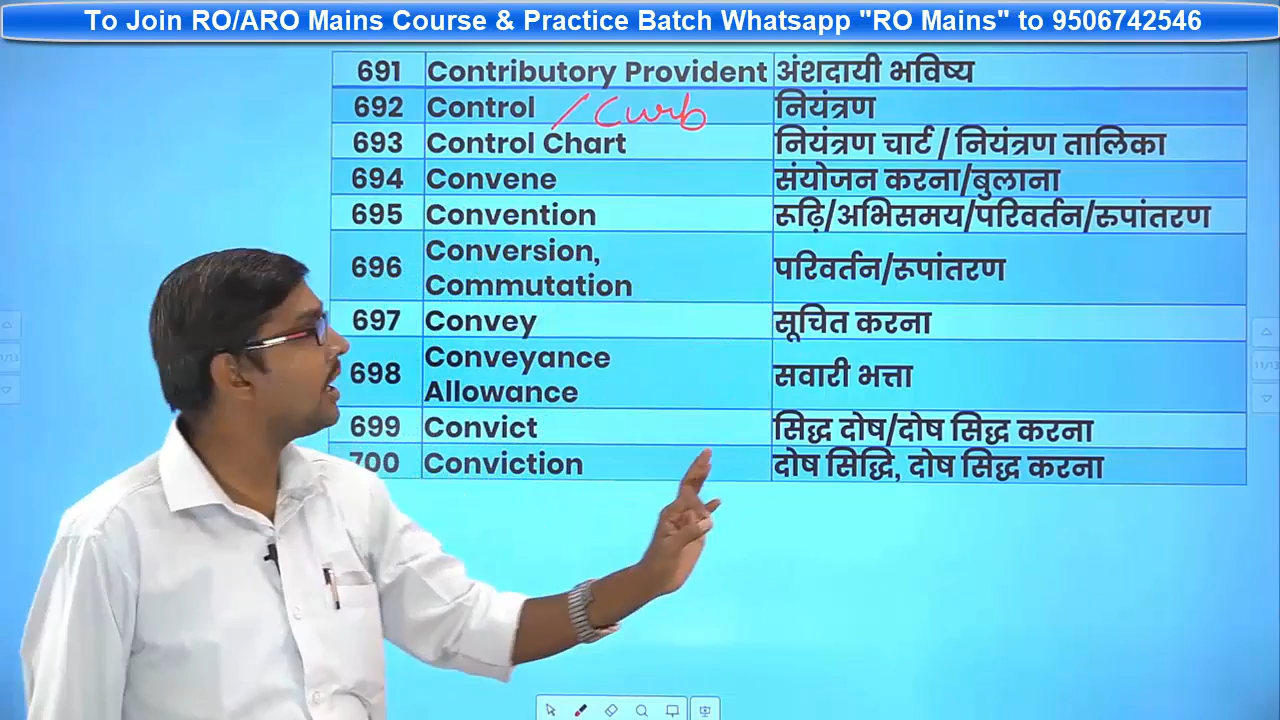 To Join RO/ARO Mains Course & Practice Batch Whatsapp "RO Mains" to 9506742546
691 Contributory Provident अंशदायी भविष्य
692 Control / Curb नियंत्रण
693 Control Chart नियंत्रण चार्ट / नियंत्रण तालिका
694 Convene संयोजन करना/बुलाना
695 Convention रूढ़ि/अभिसमय/परिवर्तन/रुपांतरण
696 Conversion, Commutation परिवर्तन/रूपांतरण
697 Convey सूचित करना
698 Conveyance Allowance सवारी भत्ता
699 Convict सिद्ध दोष/दोष सिद्ध करना
700 Conviction दोष सिद्धि, दोष सिद्ध करना
11/13